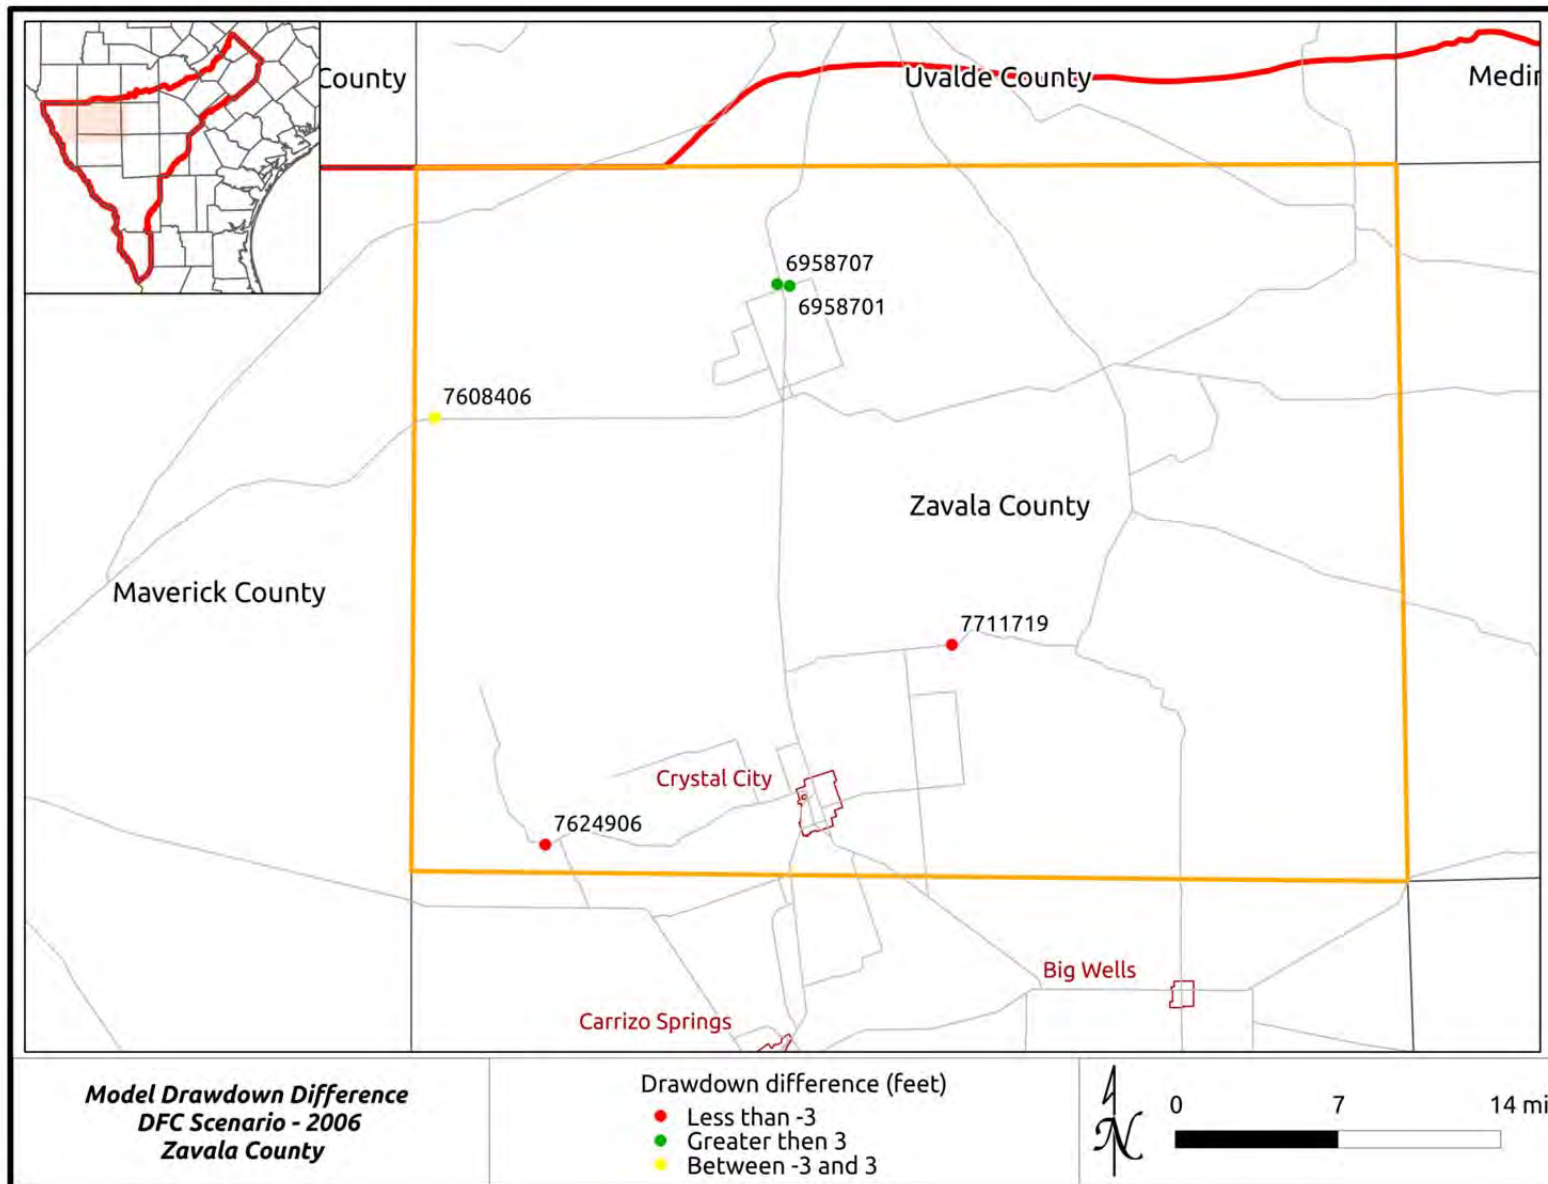 County
Uvalde County
Medin
6958707
6958701
7608406
Zavala County
Maverick County
7711719
Crystal City
7624906
Big Wells
Carrizo Springs
Model Drawdown Difference
DFC Scenario - 2006
Zavala County
Drawdown difference (feet)
Less than -3
Greater then 3
Between -3 and 3
N
0 7 14 mi